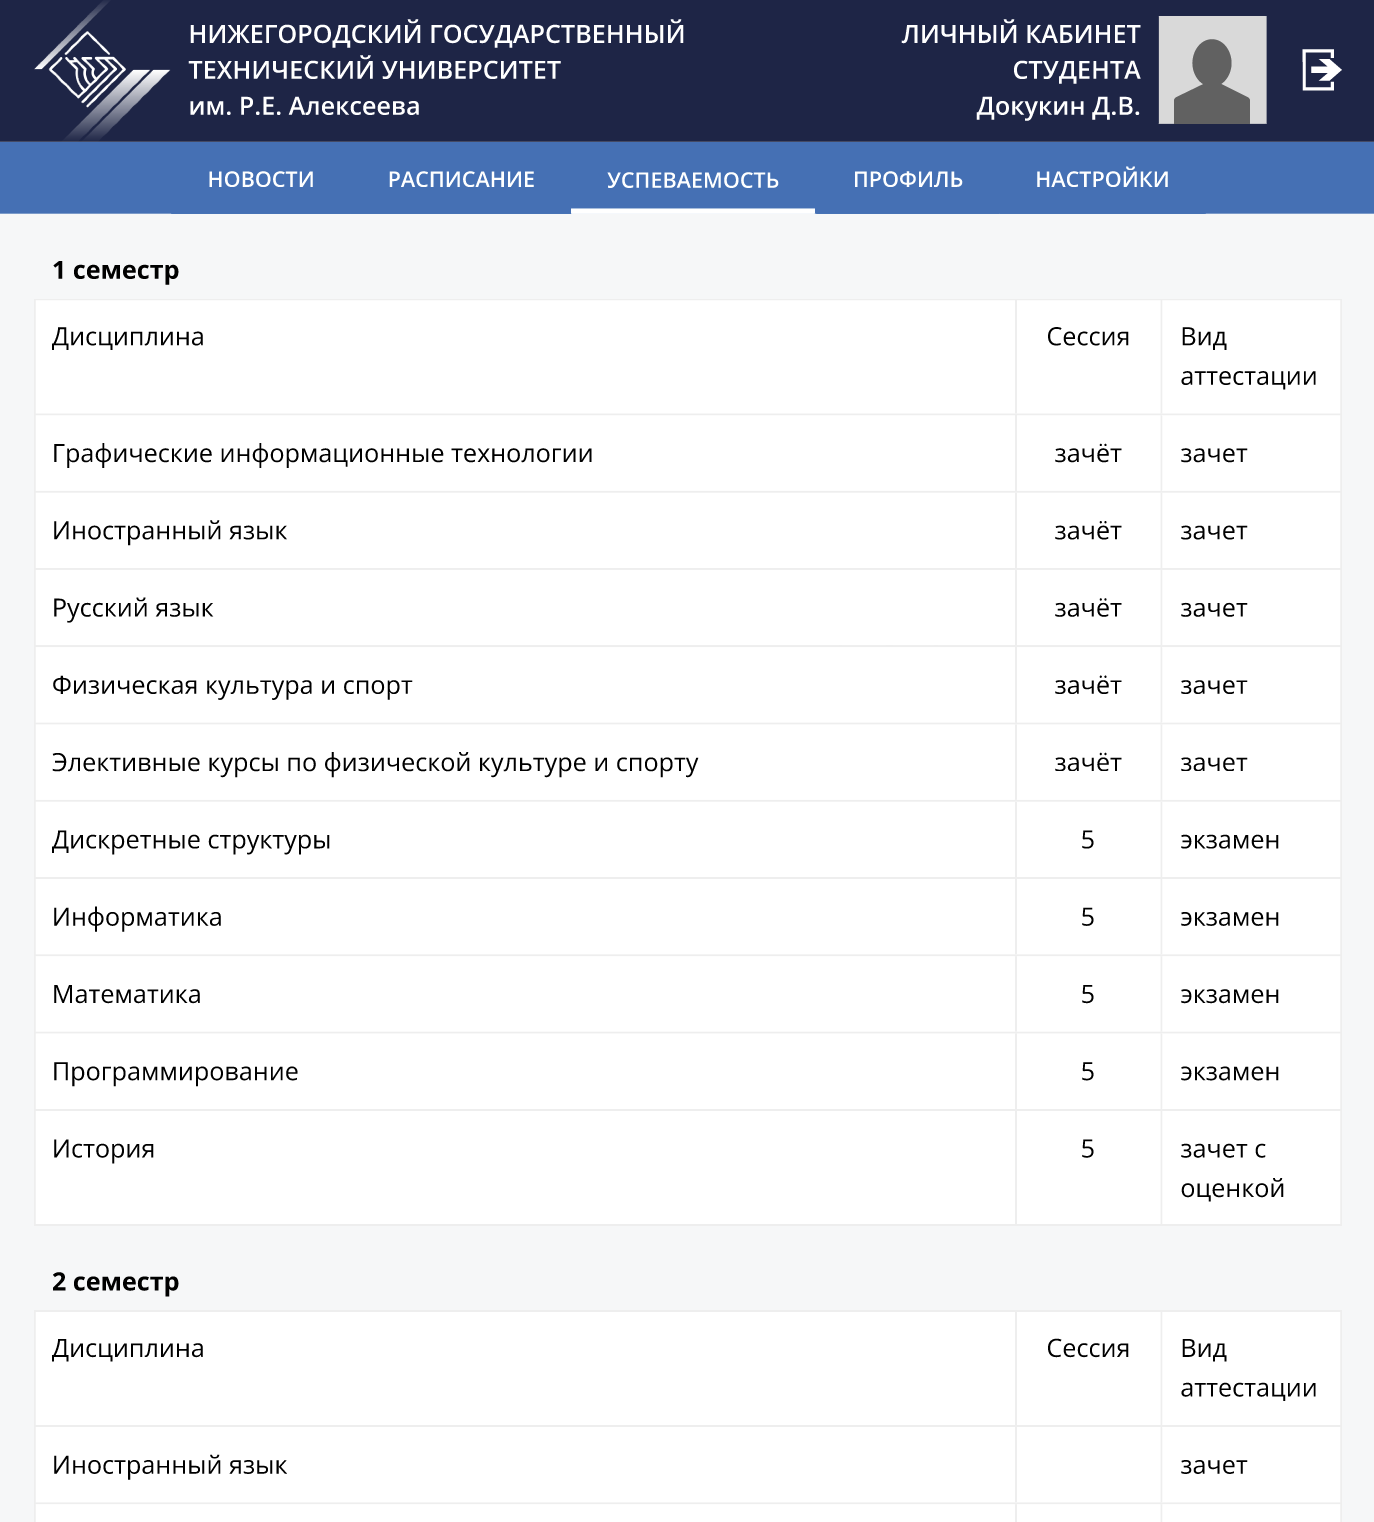 НИЖЕГОРОДСКИЙ ГОСУДАРСТВЕННЫЙ
ТЕХНИЧЕСКИЙ УНИВЕРСИТЕТ
им. Р.Е. Алексеева
ЛИЧНЫЙ КАБИНЕТ
СТУДЕНТА
Докукин Д.В.
НОВОСТИ РАСПИСАНИЕ УСПЕВАЕМОСТЬ ПРОФИЛЬ НАСТРОЙКИ
1 семестр
Дисциплина Сессия Вид
аттестации
Графические информационные технологии зачёт зачет
Иностранный язык зачёт зачет
Русский язык зачёт зачет
Физическая культура и спорт зачёт зачет
Элективные курсы по физической культуре и спорту зачёт зачет
Дискретные структуры 5 экзамен
Информатика 5 экзамен
Математика 5 экзамен
Программирование 5 экзамен
История 5 зачет с
оценкой
2 семестр
Дисциплина Сессия Вид
аттестации
Иностранный язык зачет